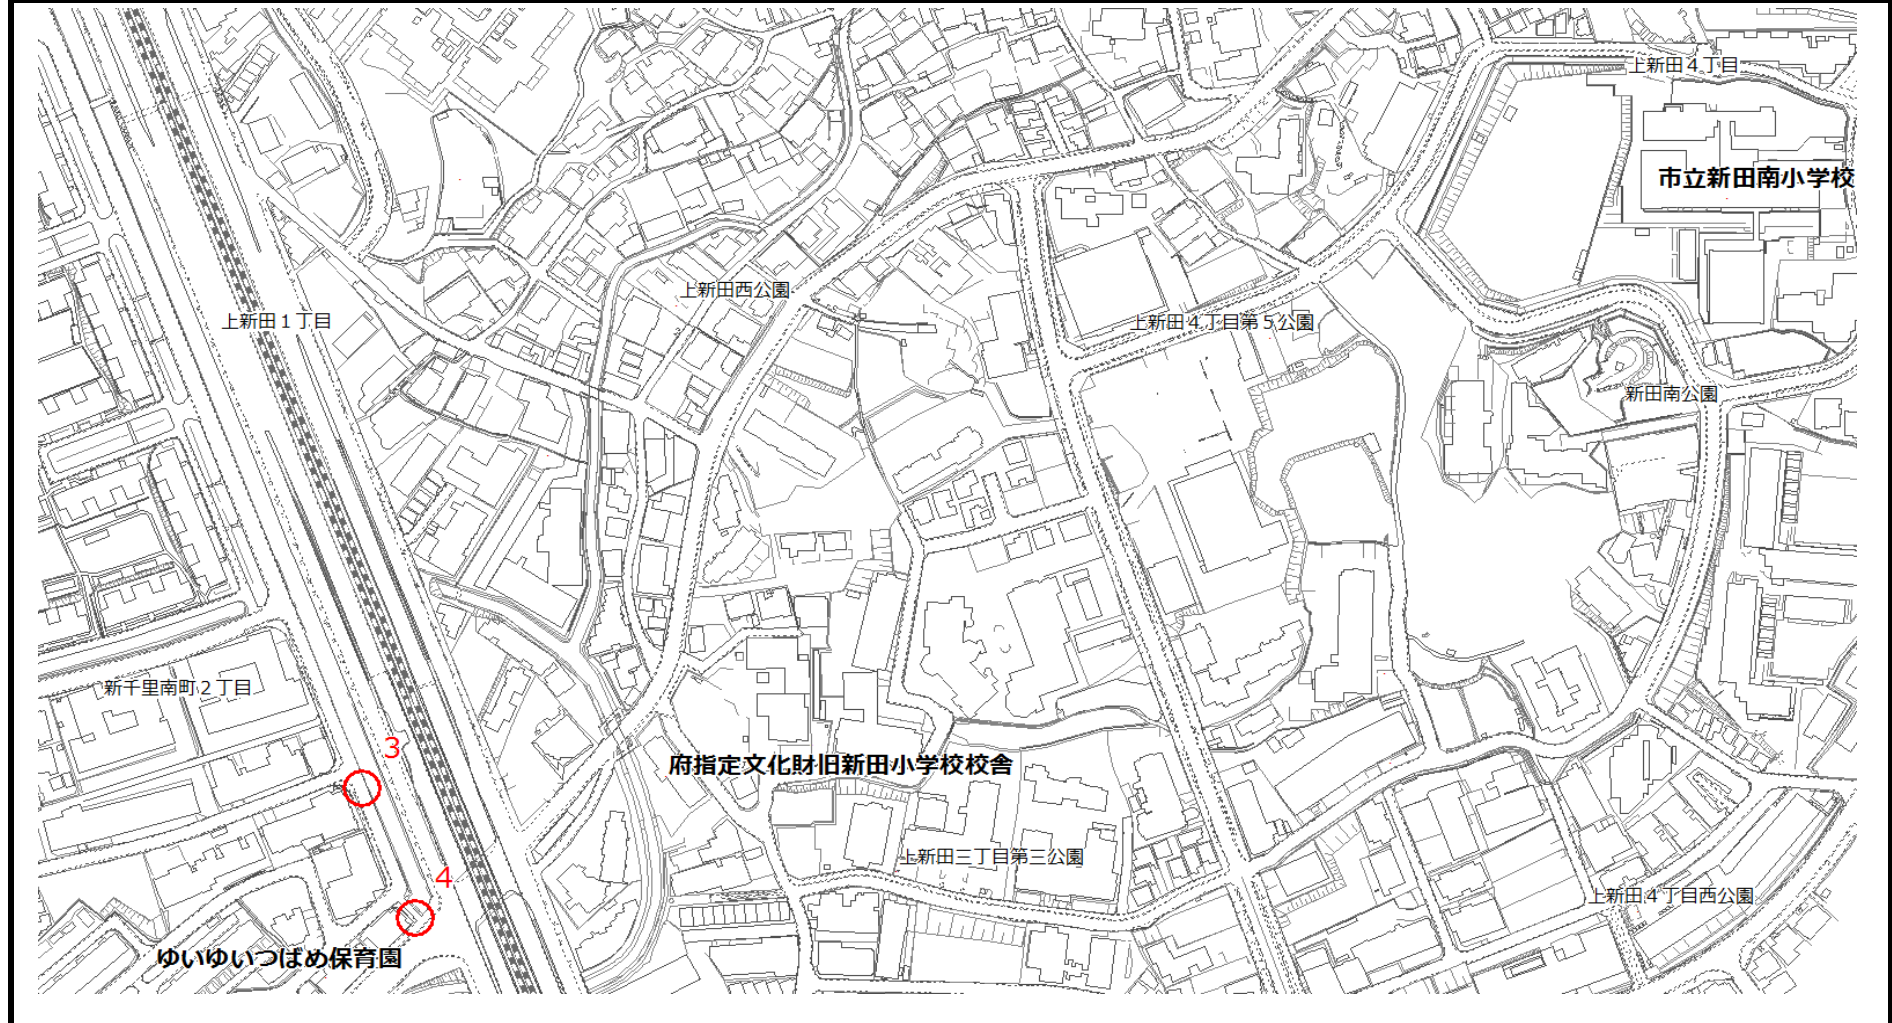 上新田４丁目
市立新田南小学校
上新田西公園
上新田１丁目
上新田４丁目第５公園
新田南公園
新千里南町２丁目
3
府指定文化財旧新田小学校校舎
上新田三丁目第三公園
4
上新田４丁目西公園
ゆいゆいつばめ保育園